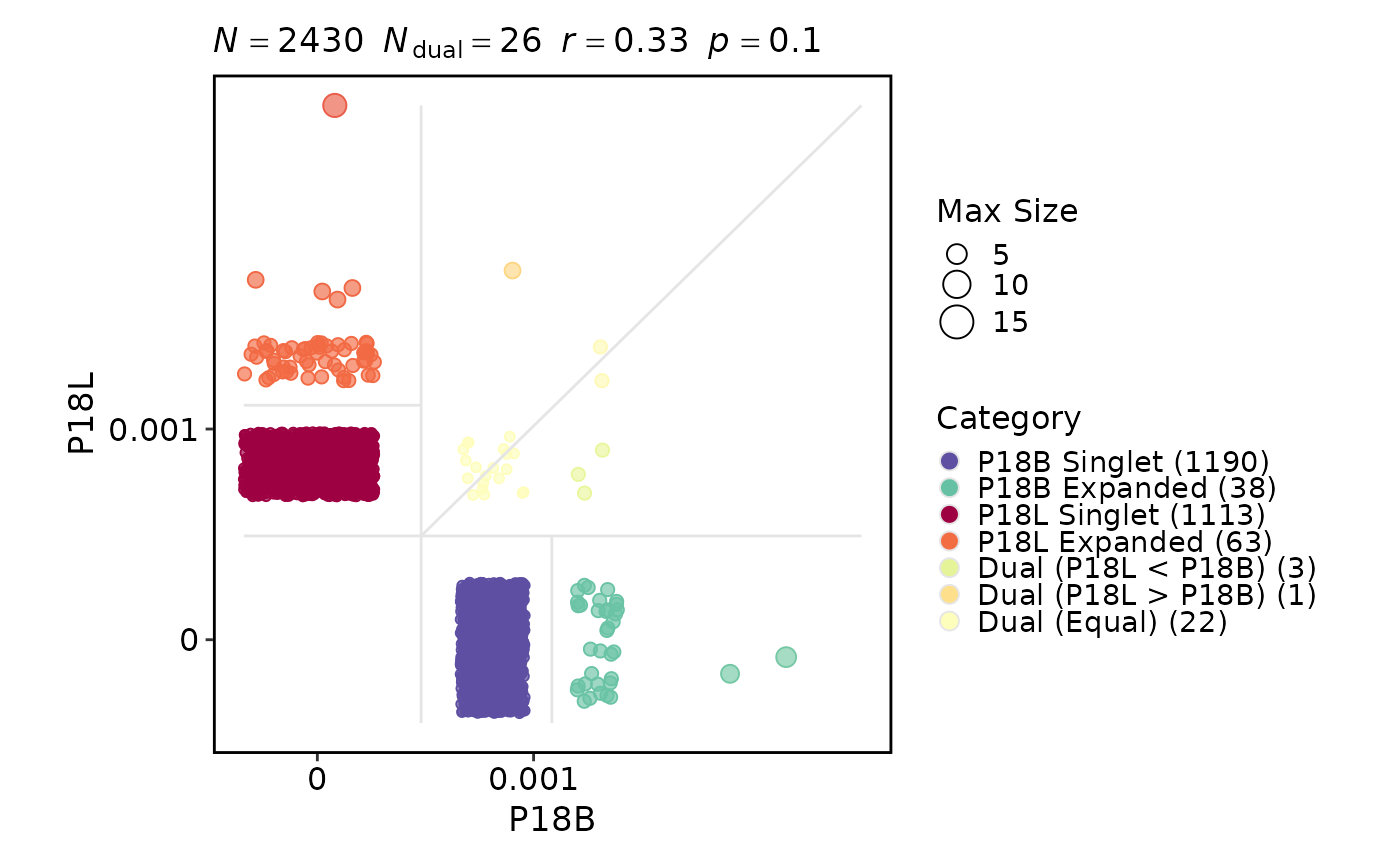 N = 2430 N dual = 26 r = 0.33 p = 0.1
P18L
0.001
0
0
0.001
P18B
Max Size
5
10
15
Category
P18B Singlet (1190)
P18B Expanded (38)
P18L Singlet (1113)
P18L Expanded (63)
Dual (P18L < P18B) (3)
Dual (P18L > P18B) (1)
Dual (Equal) (22)